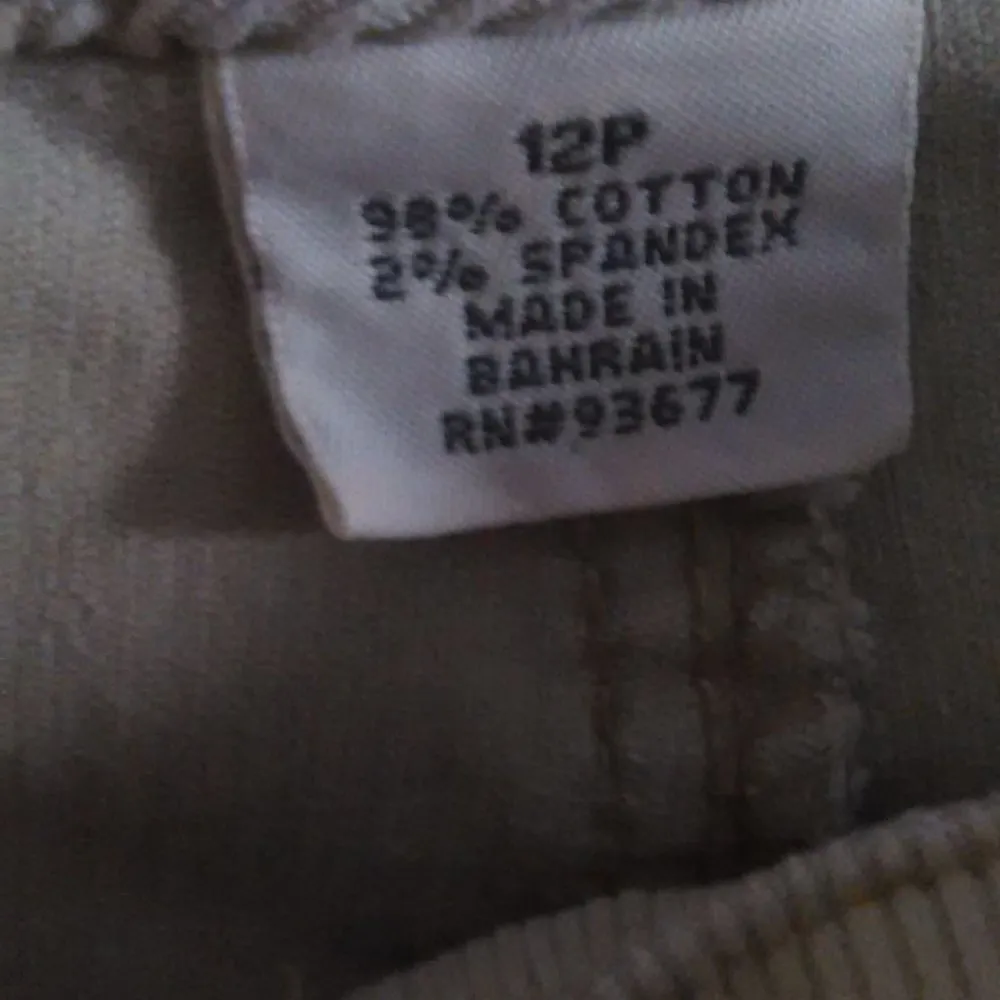 12P
98% COTTON
2% SPANDEX
MADE IN
BAHRAIN
RN#93677